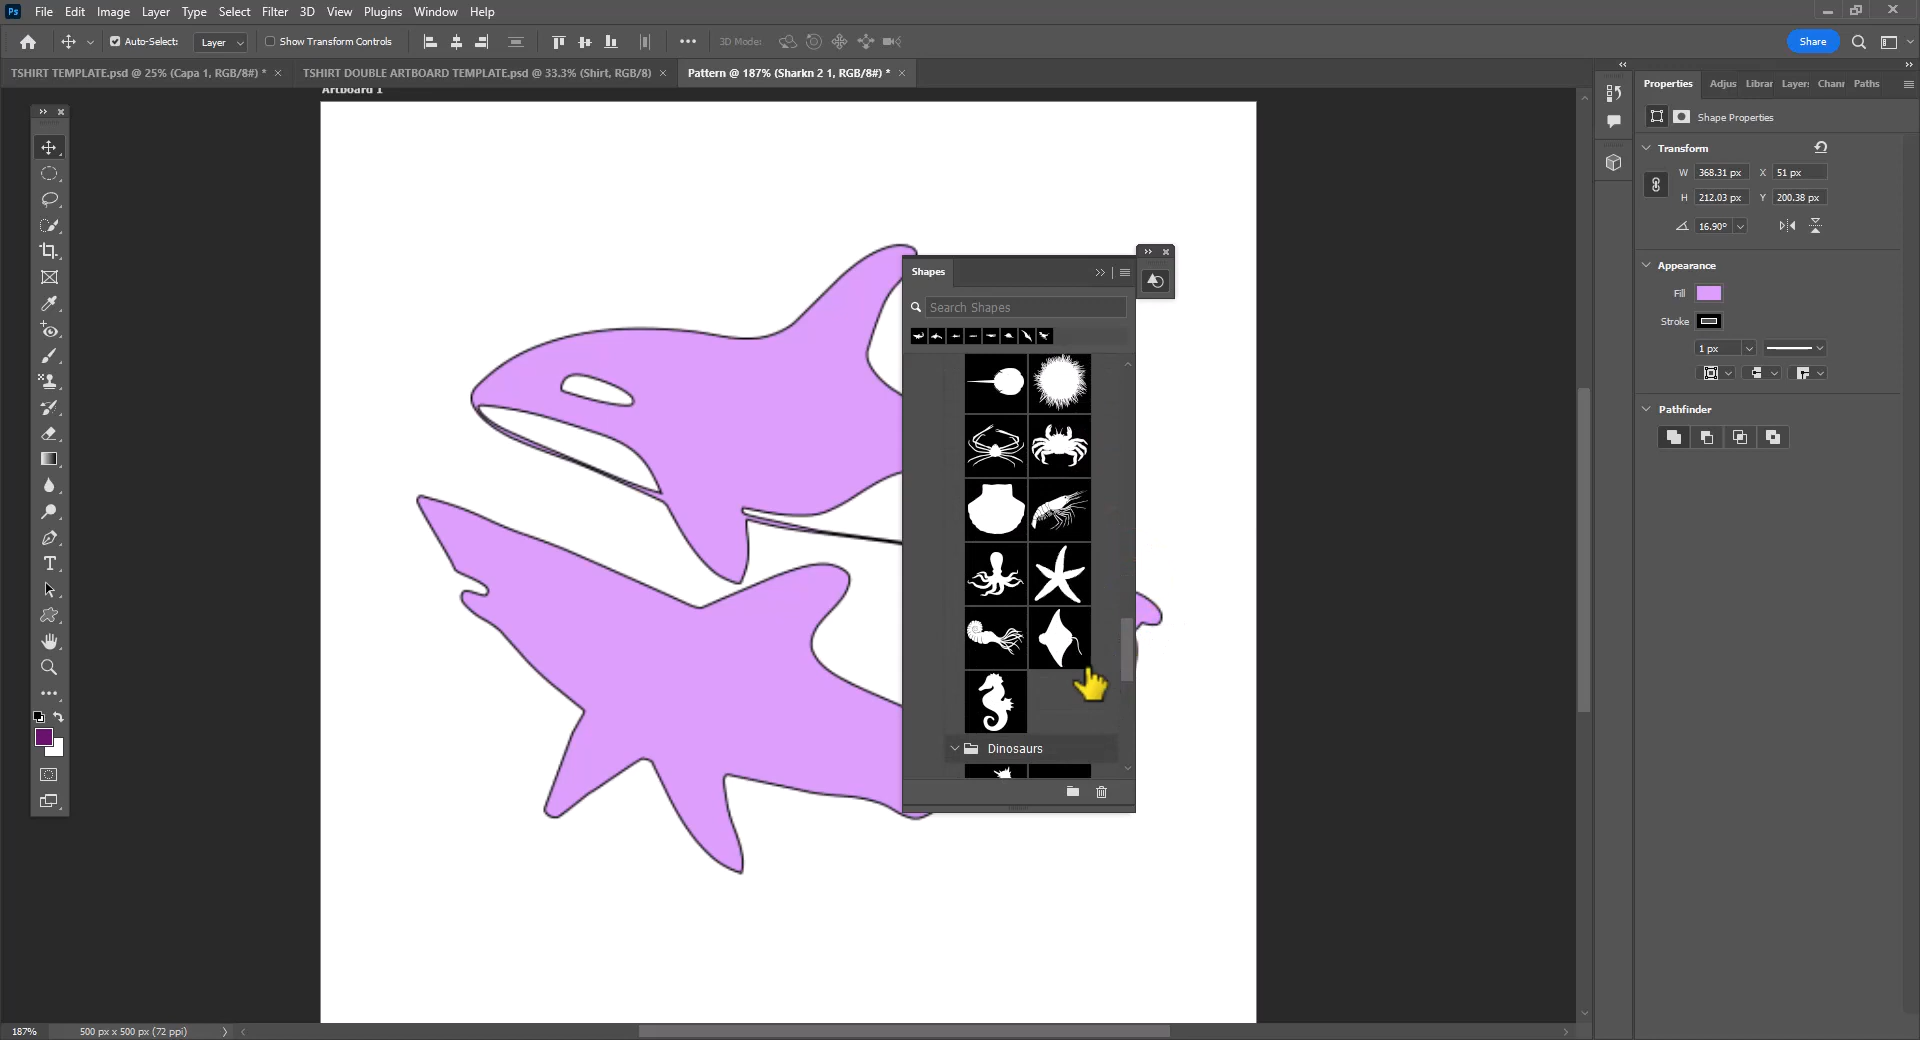 Ps File Edit Image Layer Type Select Filter 3D View Plugins Window Help
Auto-Select: Layer Show Transform Controls 3D Mode: Share
TSHIRT TEMPLATE.psd @ 25% (Capa 1, RGB/8#) * TSHIRT DOUBLE ARTBOARD TEMPLATE.psd @ 33.3% (Shirt, RGB/8) Pattern @ 187% (Sharkn 2 1, RGB/8#) *
Artboard 1
Shapes
Search Shapes
Dinosaurs
Properties Adjus Librar Layers Chann Paths
Shape Properties
Transform
W 368.31 px X 51 px
H 212.03 px Y 200.38 px
16.90°
Appearance
Fill
Stroke
1 px
Pathfinder
187% 500 px x 500 px (72 ppi)